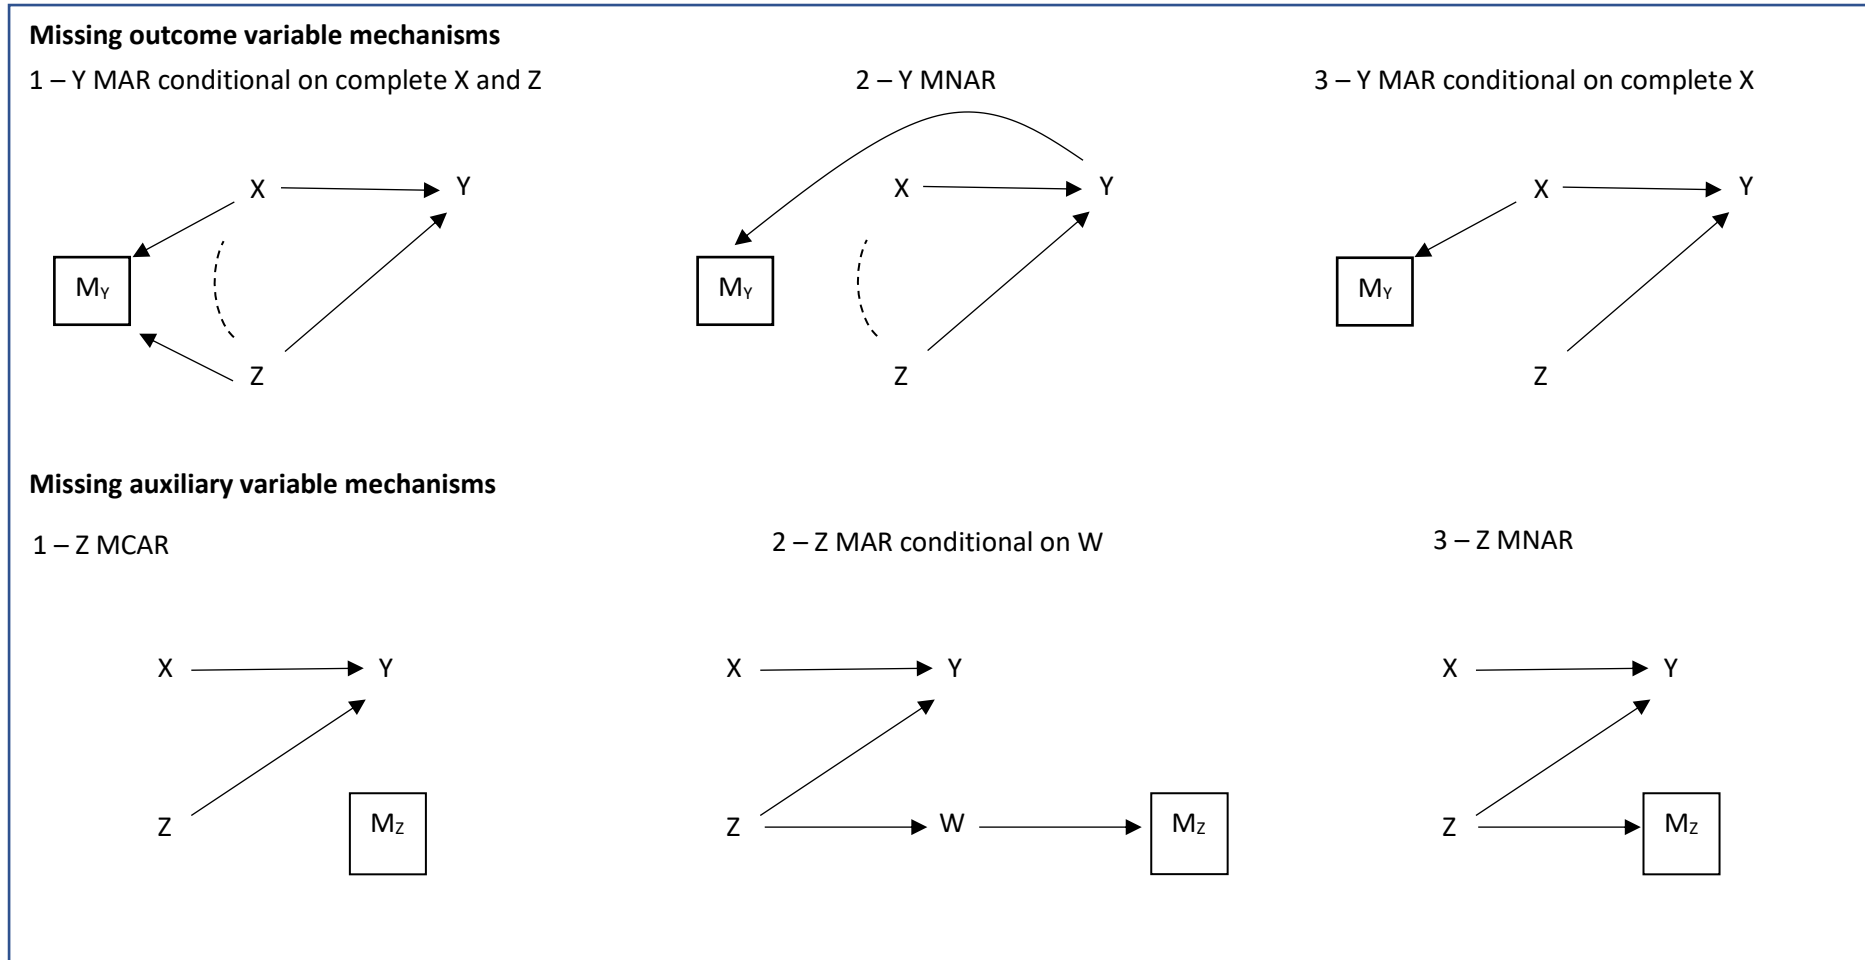 Missing outcome variable mechanisms
1 – Y MAR conditional on complete X and Z
2 – Y MNAR
3 – Y MAR conditional on complete X
X
Y
X
Y
X
Y
MY
MY
MY
Z
Z
Z
Missing auxiliary variable mechanisms
1 – Z MCAR
2 – Z MAR conditional on W
3 – Z MNAR
X
Y
X
Y
X
Y
Z
MZ
Z
W
MZ
Z
MZ